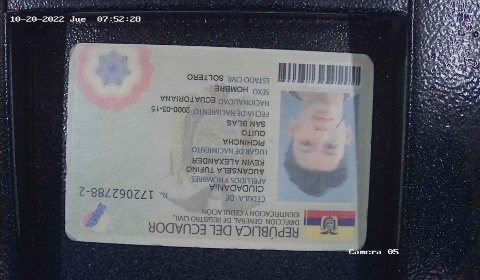 10-20-2022 Jue 07:52:28
REPÚBLICA DEL ECUADOR
DIRECCIÓN GENERAL DE REGISTRO CIVIL,
IDENTIFICACIÓN Y CEDULACIÓN
CÉDULA DE
CIUDADANÍA
No. 172062788-2
APELLIDOS Y NOMBRES
AUCANSELA TUFIÑO
KEVIN ALEXANDER
LUGAR DE NACIMIENTO
PICHINCHA
QUITO
SAN BLAS
FECHA DE NACIMIENTO 2000-03-15
NACIONALIDAD ECUATORIANA
SEXO HOMBRE
ESTADO CIVIL SOLTERO
Camera 05